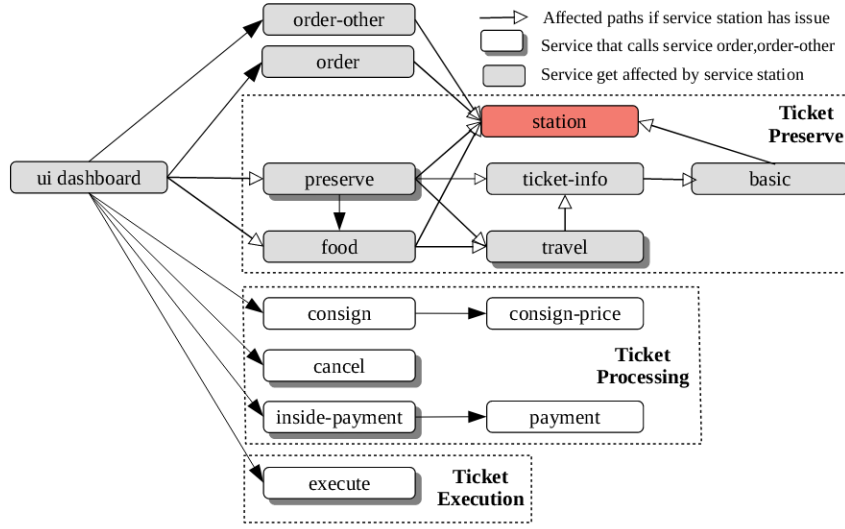 order-other
order
Affected paths if service station has issue
Service that calls service order,order-other
Service get affected by service station
station
Ticket
Preserve
ui dashboard
preserve
ticket-info
basic
food
travel
consign
consign-price
cancel
Ticket
Processing
inside-payment
payment
execute
Ticket
Execution